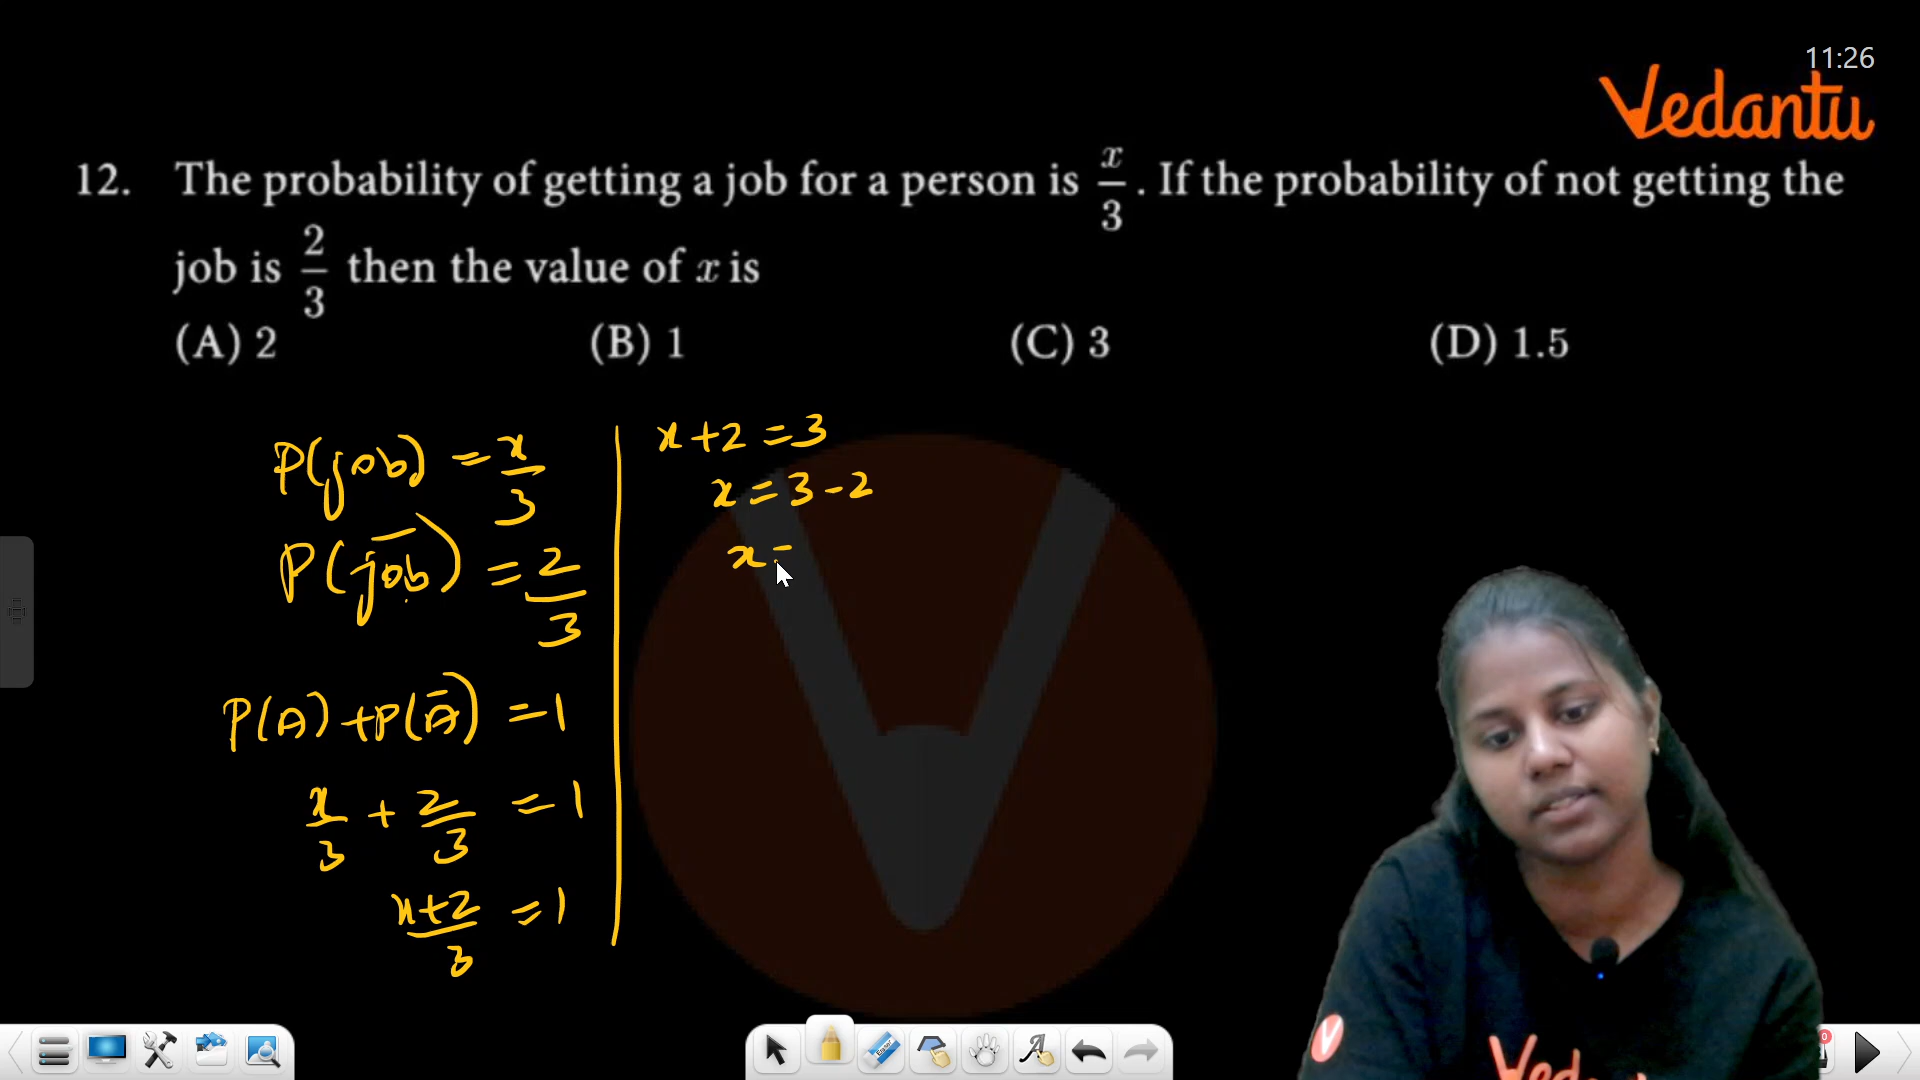 11:26
Vedantu
12. The probability of getting a job for a person is x/3. If the probability of not getting the
job is 2/3 then the value of x is
(A) 2 (B) 1 (C) 3 (D) 1.5
P(job) = x/3
P(job̅) = 2/3
P(A) + P(A̅) = 1
x/3 + 2/3 = 1
x+2/3 = 1
x+2 = 3
x = 3-2
x =